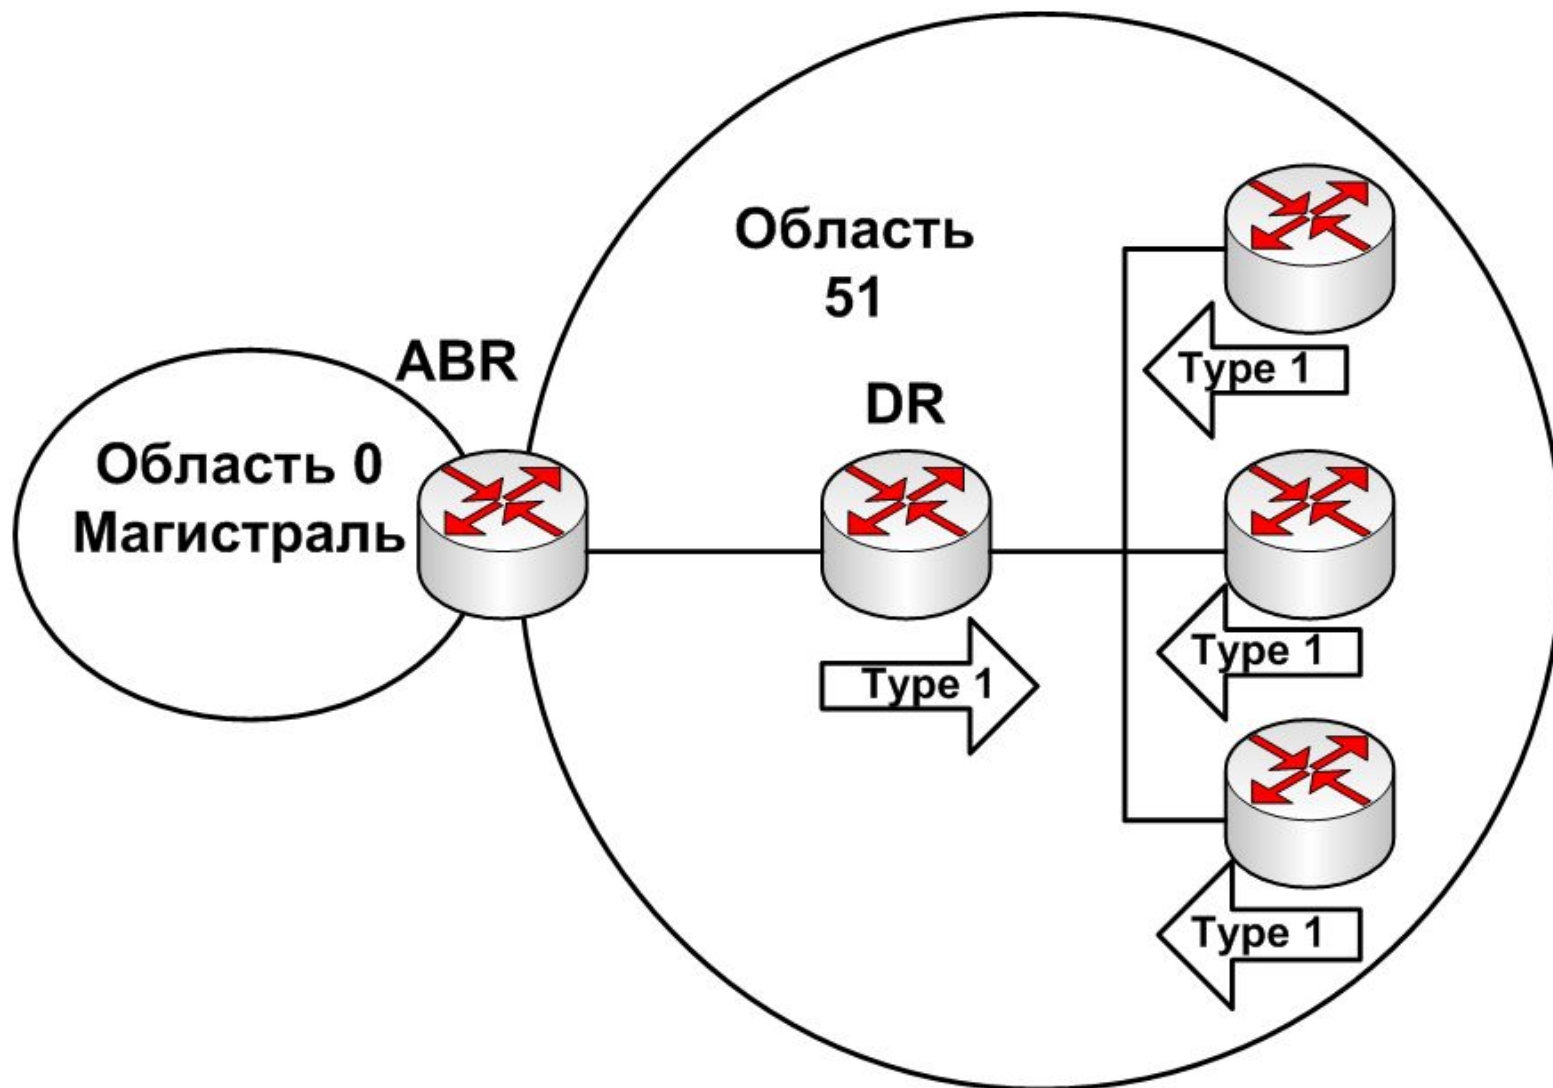 Область
51
ABR
DR
Область 0
Магистраль
Type 1
Type 1
Type 1
Type 1